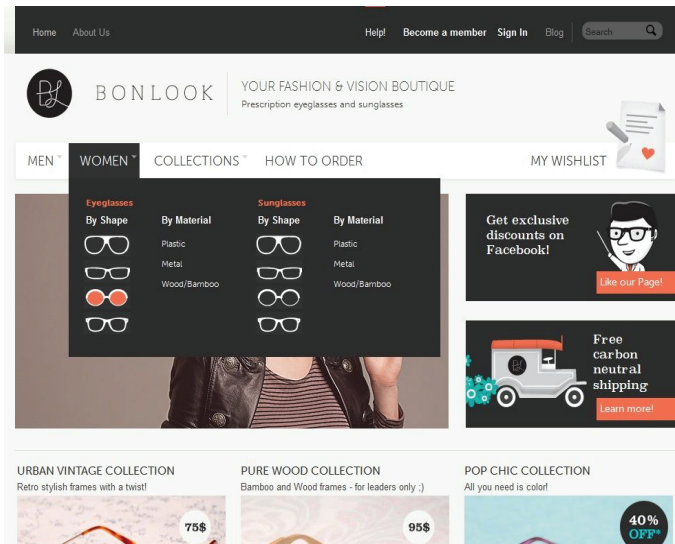 Home About Us Help! Become a member Sign In Blog Search
BL BONLOOK
YOUR FASHION & VISION BOUTIQUE
Prescription eyeglasses and sunglasses
MEN WOMEN COLLECTIONS HOW TO ORDER MY WISHLIST
Eyeglasses Sunglasses
By Shape By Material By Shape By Material
Plastic Plastic
Metal Metal
Wood/Bamboo Wood/Bamboo
Get exclusive
discounts on
Facebook!
Like our Page!
Free
carbon
neutral
shipping
BL
Learn more!
URBAN VINTAGE COLLECTION
Retro stylish frames with a twist!
75$
PURE WOOD COLLECTION
Bamboo and Wood frames - for leaders only ;)
95$
POP CHIC COLLECTION
All you need is color!
40%
OFF*